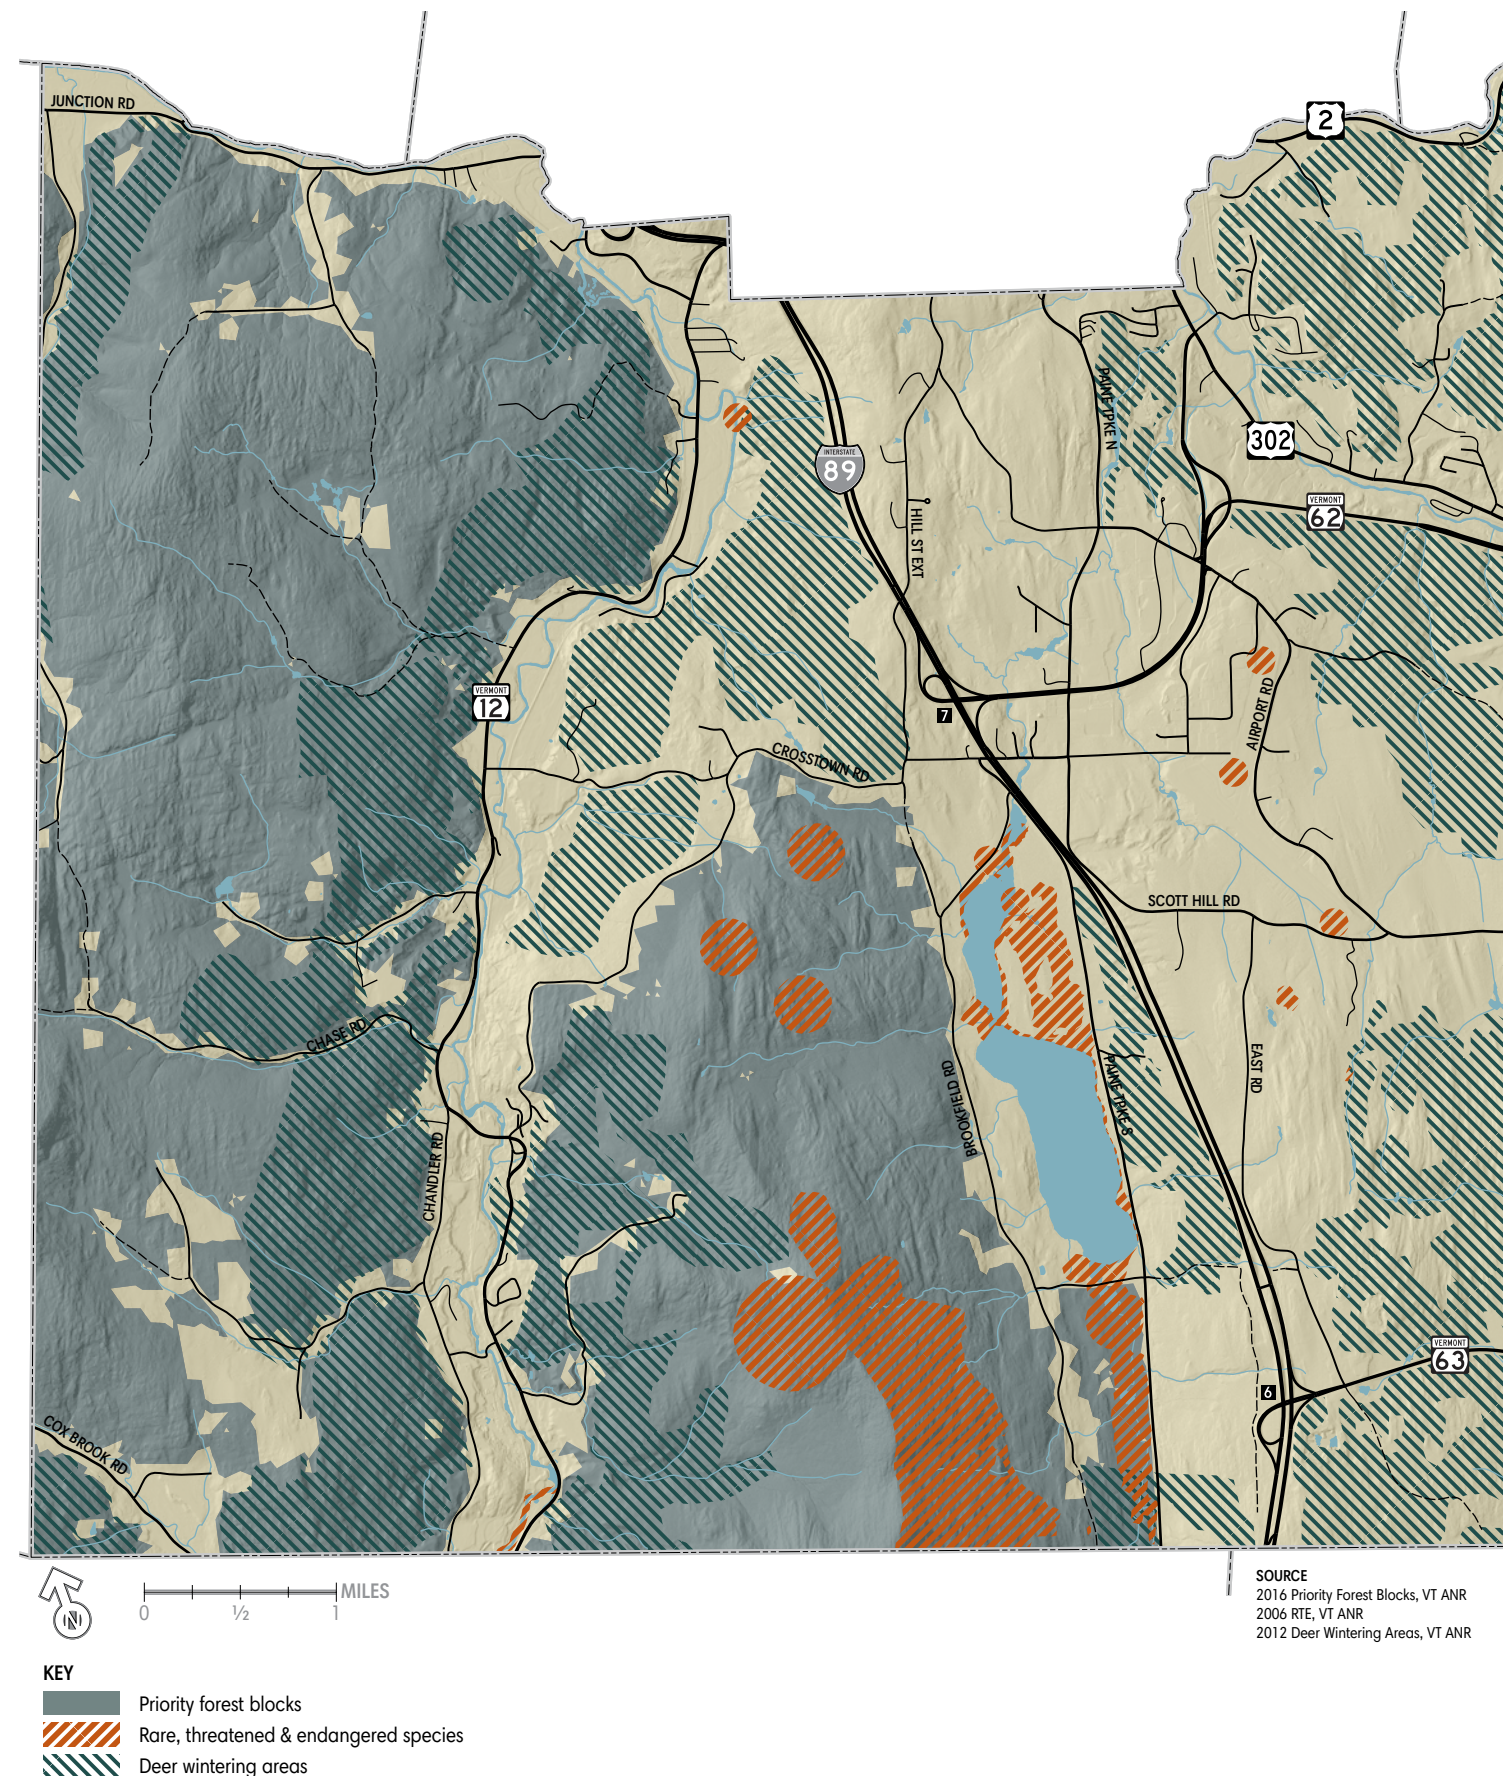 JUNCTION RD
2
PAINE TPKE N
302
INTERSTATE
89
VERMONT
62
HILL ST EXT
VERMONT
12
7
AIRPORT RD
CROSSTOWN RD
SCOTT HILL RD
CHASE RD
EAST RD
BROOKFIELD RD
PAINE TPKE S
CHANDLER RD
VERMONT
63
6
COX BROOK RD
N
MILES
0 ½ 1
SOURCE
2016 Priority Forest Blocks, VT ANR
2006 RTE, VT ANR
2012 Deer Wintering Areas, VT ANR
KEY
Priority forest blocks
Rare, threatened & endangered species
Deer wintering areas